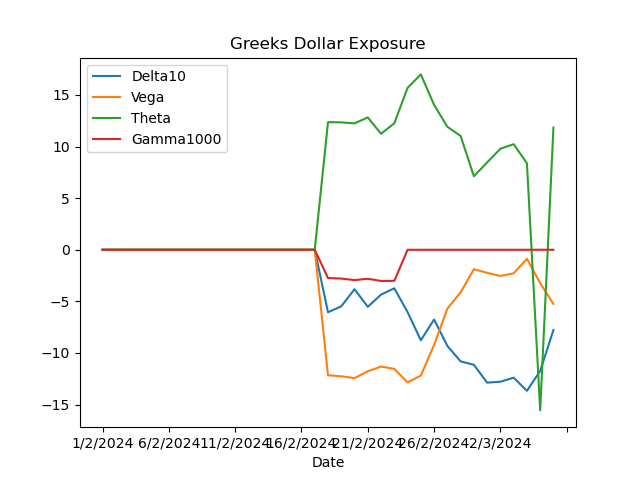 Greeks Dollar Exposure
Delta10
Vega
Theta
Gamma1000
15
10
5
0
−5
−10
−15
1/2/2024 6/2/2024 11/2/2024 16/2/2024 21/2/2024 26/2/2024 2/3/2024
Date